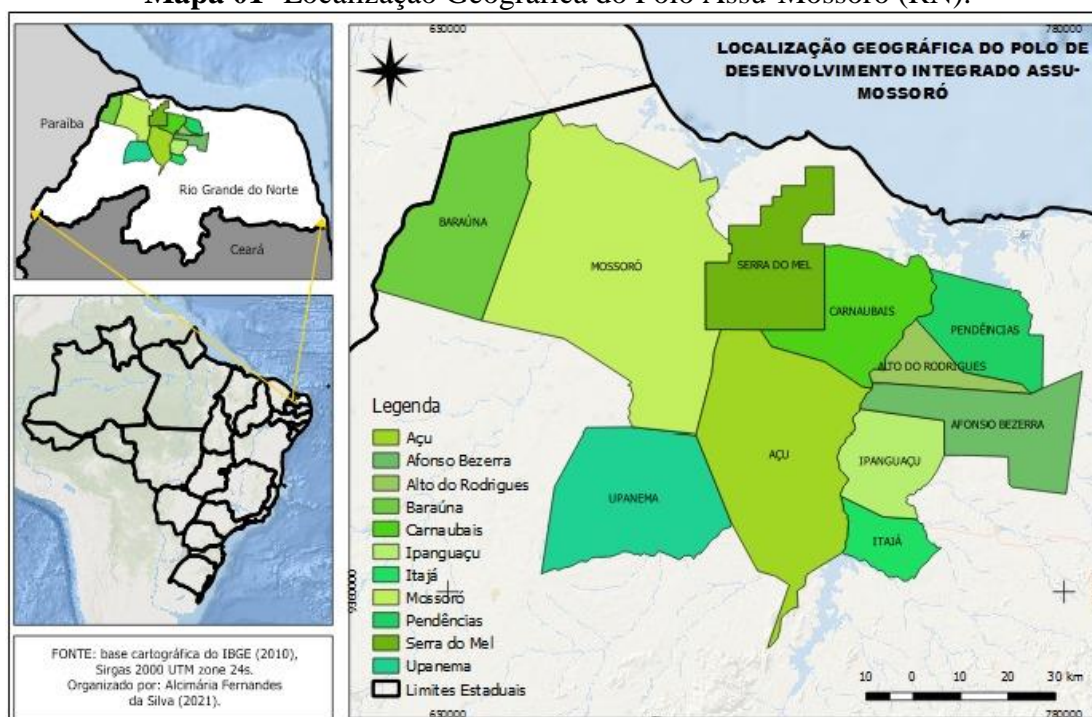 Mapa 01- Localização Geográfica do Polo Assú-Mossoró (RN).
630000
780000
LOCALIZAÇÃO GEOGRÁFICA DO POLO DE
DESENVOLVIMENTO INTEGRADO ASSU-
MOSSORÓ
Paraíba
Rio Grande do Norte
Ceará
BARAÚNA
MOSSORÓ
SERRA DO MEL
CARNAUBAIS
PENDÊNCIAS
ALTO DO RODRIGUES
AFONSO BEZERRA
IPANGUAÇU
AÇU
UPANEMA
ITAJÁ
Legenda
Açu
Afonso Bezerra
Alto do Rodrigues
Baraúna
Carnaubais
Ipanguaçu
Itajá
Mossoró
Pendências
Serra do Mel
Upanema
Limites Estaduais
9360000
FONTE: base cartográfica do IBGE (2010),
Sirgas 2000 UTM zone 24s.
Organizado por: Alcimária Fernandes
da Silva (2021).
10 0 10 20 30 km
630000
780000